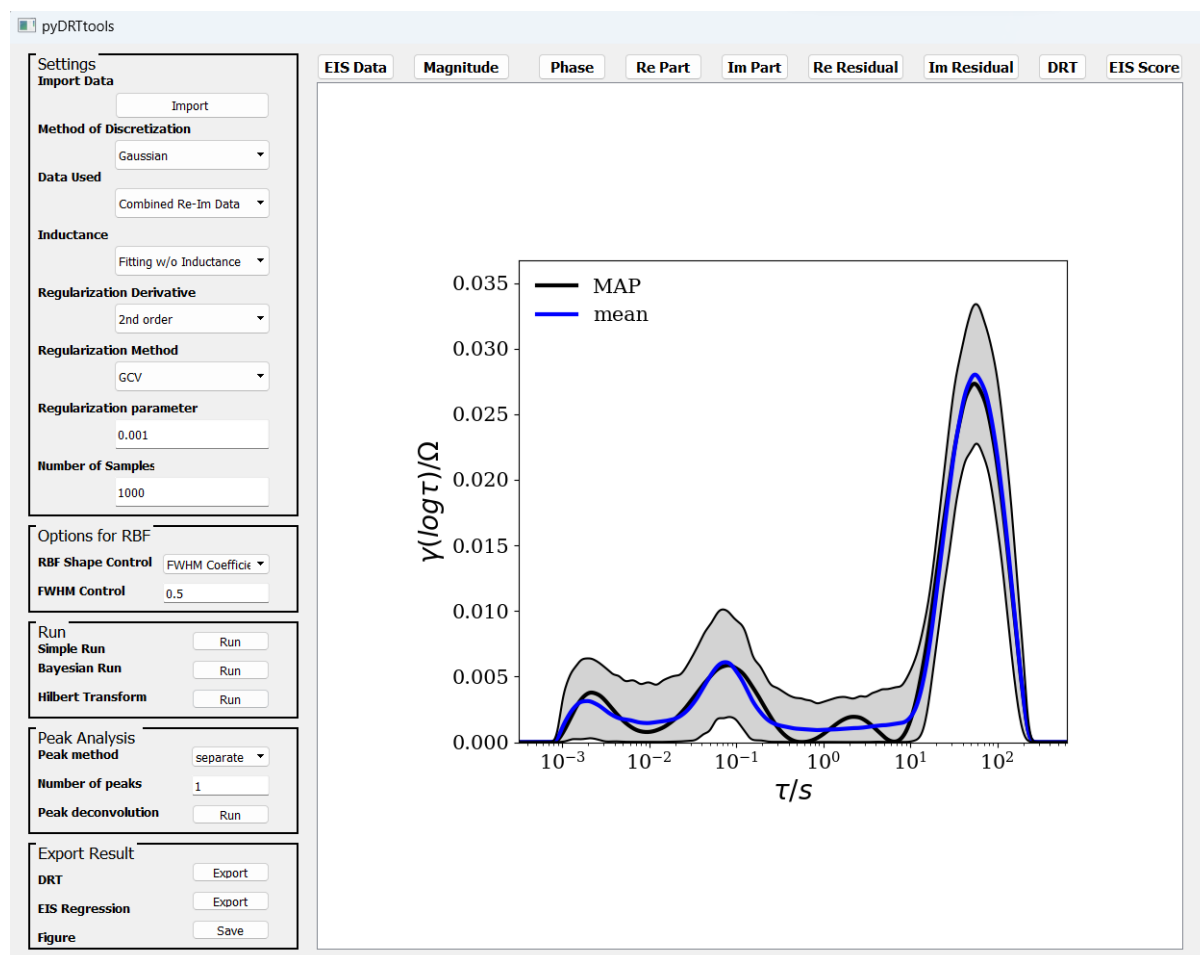 pyDRTtools
Settings
Import Data
Import
Method of Discretization
Gaussian
Data Used
Combined Re-Im Data
Inductance
Fitting w/o Inductance
Regularization Derivative
2nd order
Regularization Method
GCV
Regularization parameter
0.001
Number of Samples
1000
Options for RBF
RBF Shape Control FWHM Coefficie
FWHM Control 0.5
Run
Simple Run Run
Bayesian Run Run
Hilbert Transform Run
Peak Analysis
Peak method separate
Number of peaks 1
Peak deconvolution Run
Export Result
DRT Export
EIS Regression Export
Figure Save
EIS Data Magnitude Phase Re Part Im Part Re Residual Im Residual DRT EIS Score
MAP
mean
0.035
0.030
0.025
0.020
0.015
0.010
0.005
0.000
γ(logτ)/Ω
10⁻³ 10⁻² 10⁻¹ 10⁰ 10¹ 10²
τ/s